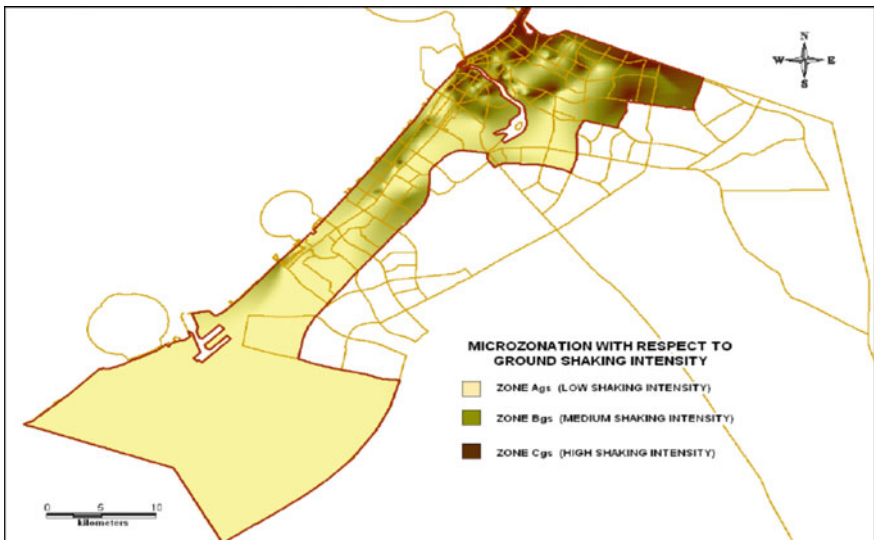 N
W E
S
MICROZONATION WITH RESPECT TO
GROUND SHAKING INTENSITY
ZONE Ags (LOW SHAKING INTENSITY)
ZONE Bgs (MEDIUM SHAKING INTENSITY)
ZONE Cgs (HIGH SHAKING INTENSITY)
0 5 10
kilometers